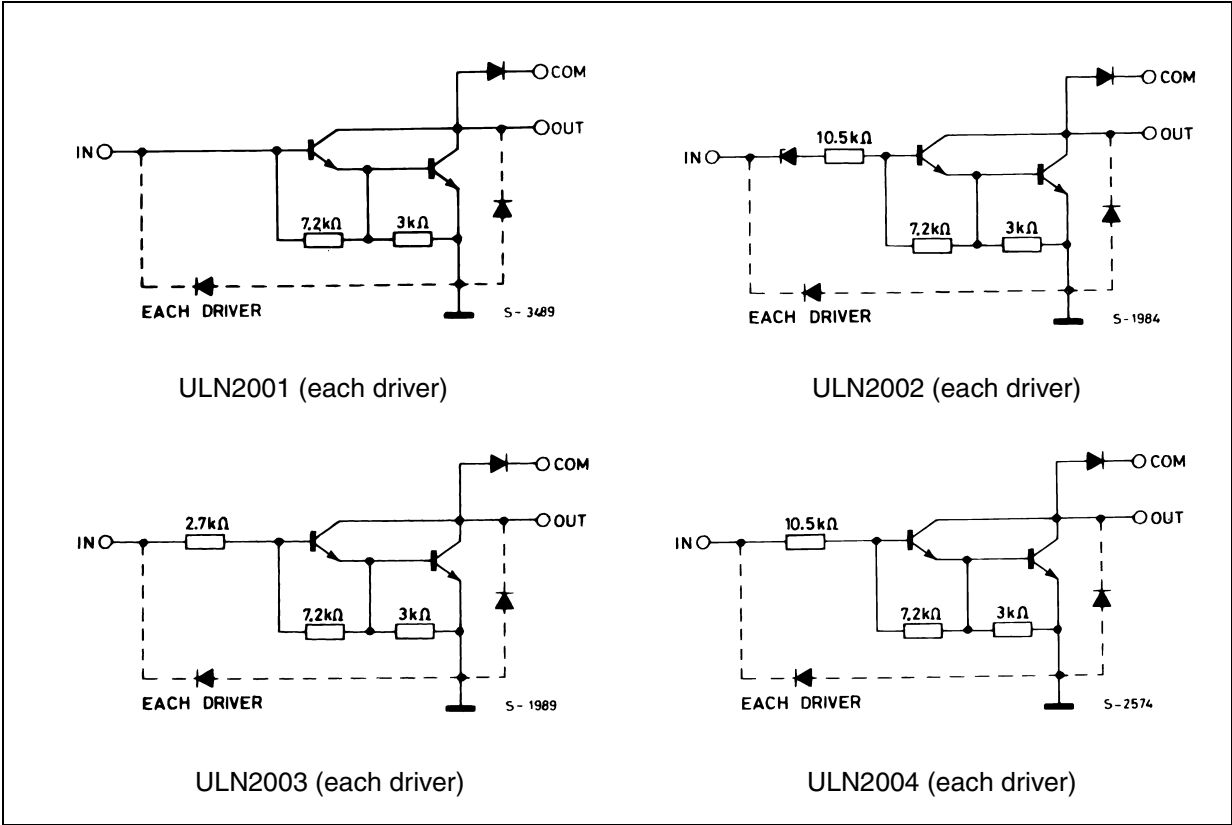 COM
OUT
IN
7.2kΩ 3kΩ
EACH DRIVER
S-3489
ULN2001 (each driver)
COM
OUT
10.5kΩ
IN
7.2kΩ 3kΩ
EACH DRIVER
S-1984
ULN2002 (each driver)
COM
OUT
2.7kΩ
IN
7.2kΩ 3kΩ
EACH DRIVER
S-1989
ULN2003 (each driver)
COM
OUT
10.5kΩ
IN
7.2kΩ 3kΩ
EACH DRIVER
S-2574
ULN2004 (each driver)